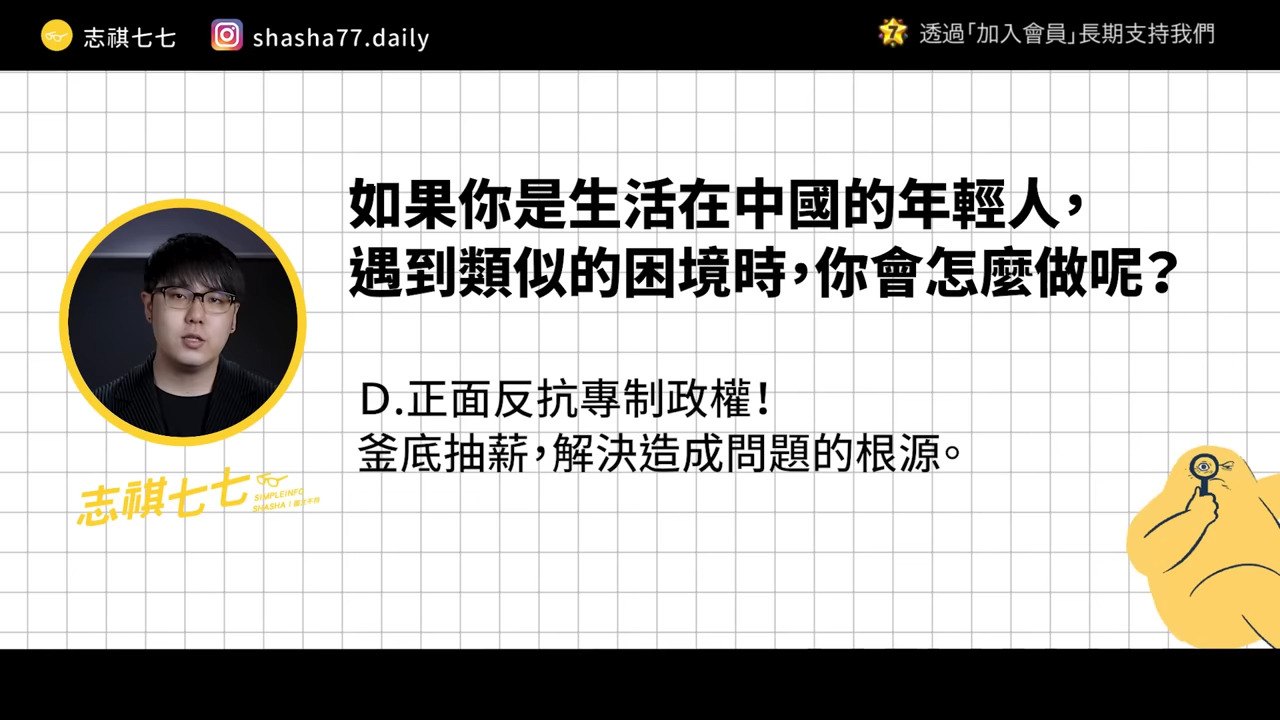 志祺七七
shasha77.daily
7
透過「加入會員」長期支持我們
如果你是生活在中國的年輕人，
遇到類似的困境時，你會怎麼做呢？
D.正面反抗專制政權！
釜底抽薪，解決造成問題的根源。
志祺七七
SIMPLEINFO